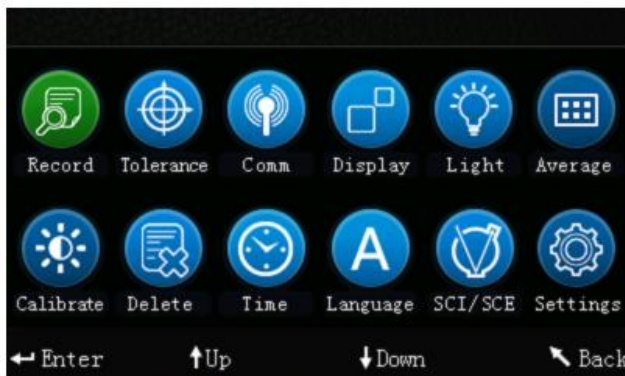 Record Tolerance Comm Display Light Average
Calibrate Delete Time A Language SCI/SCE Settings
Enter Up Down Back